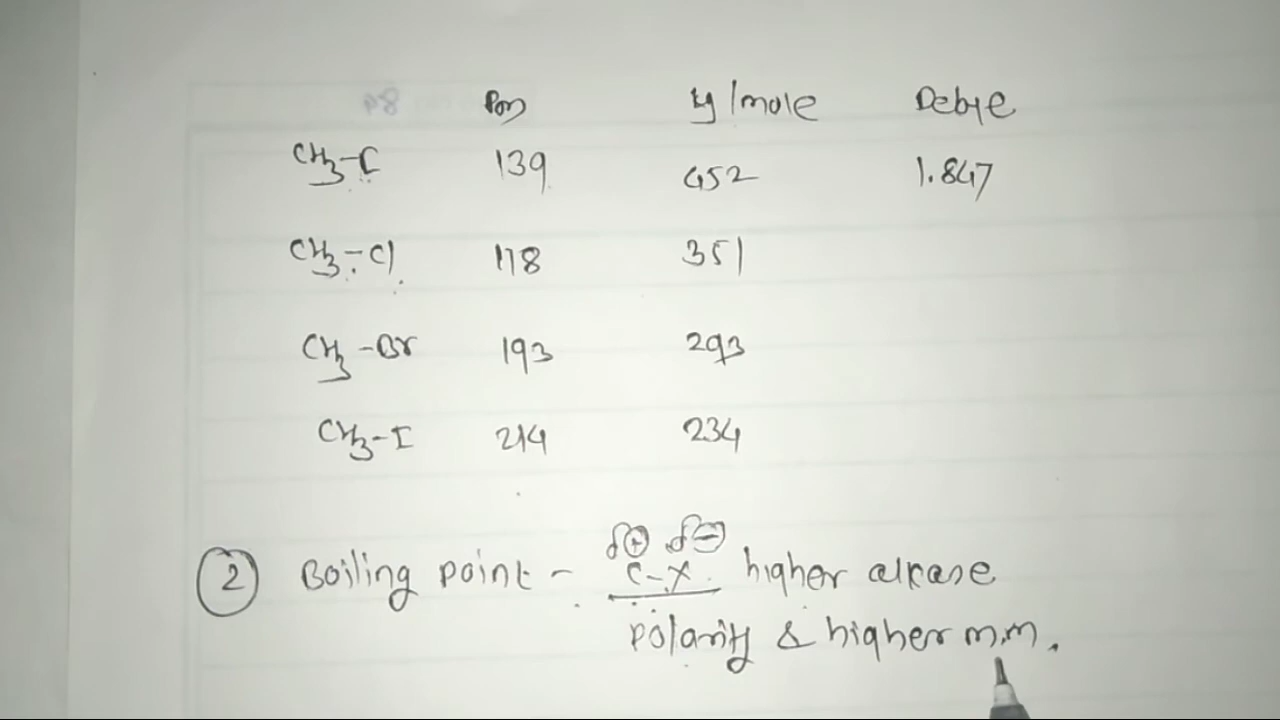 Pm kJ/mole Debye
CH3-F 139 452 1.847
CH3-Cl 178 351
CH3-Br 193 293
CH3-I 214 234
② Boiling point - δ⊕ δ⊖ C-X higher alkane
polarity & higher m.m.